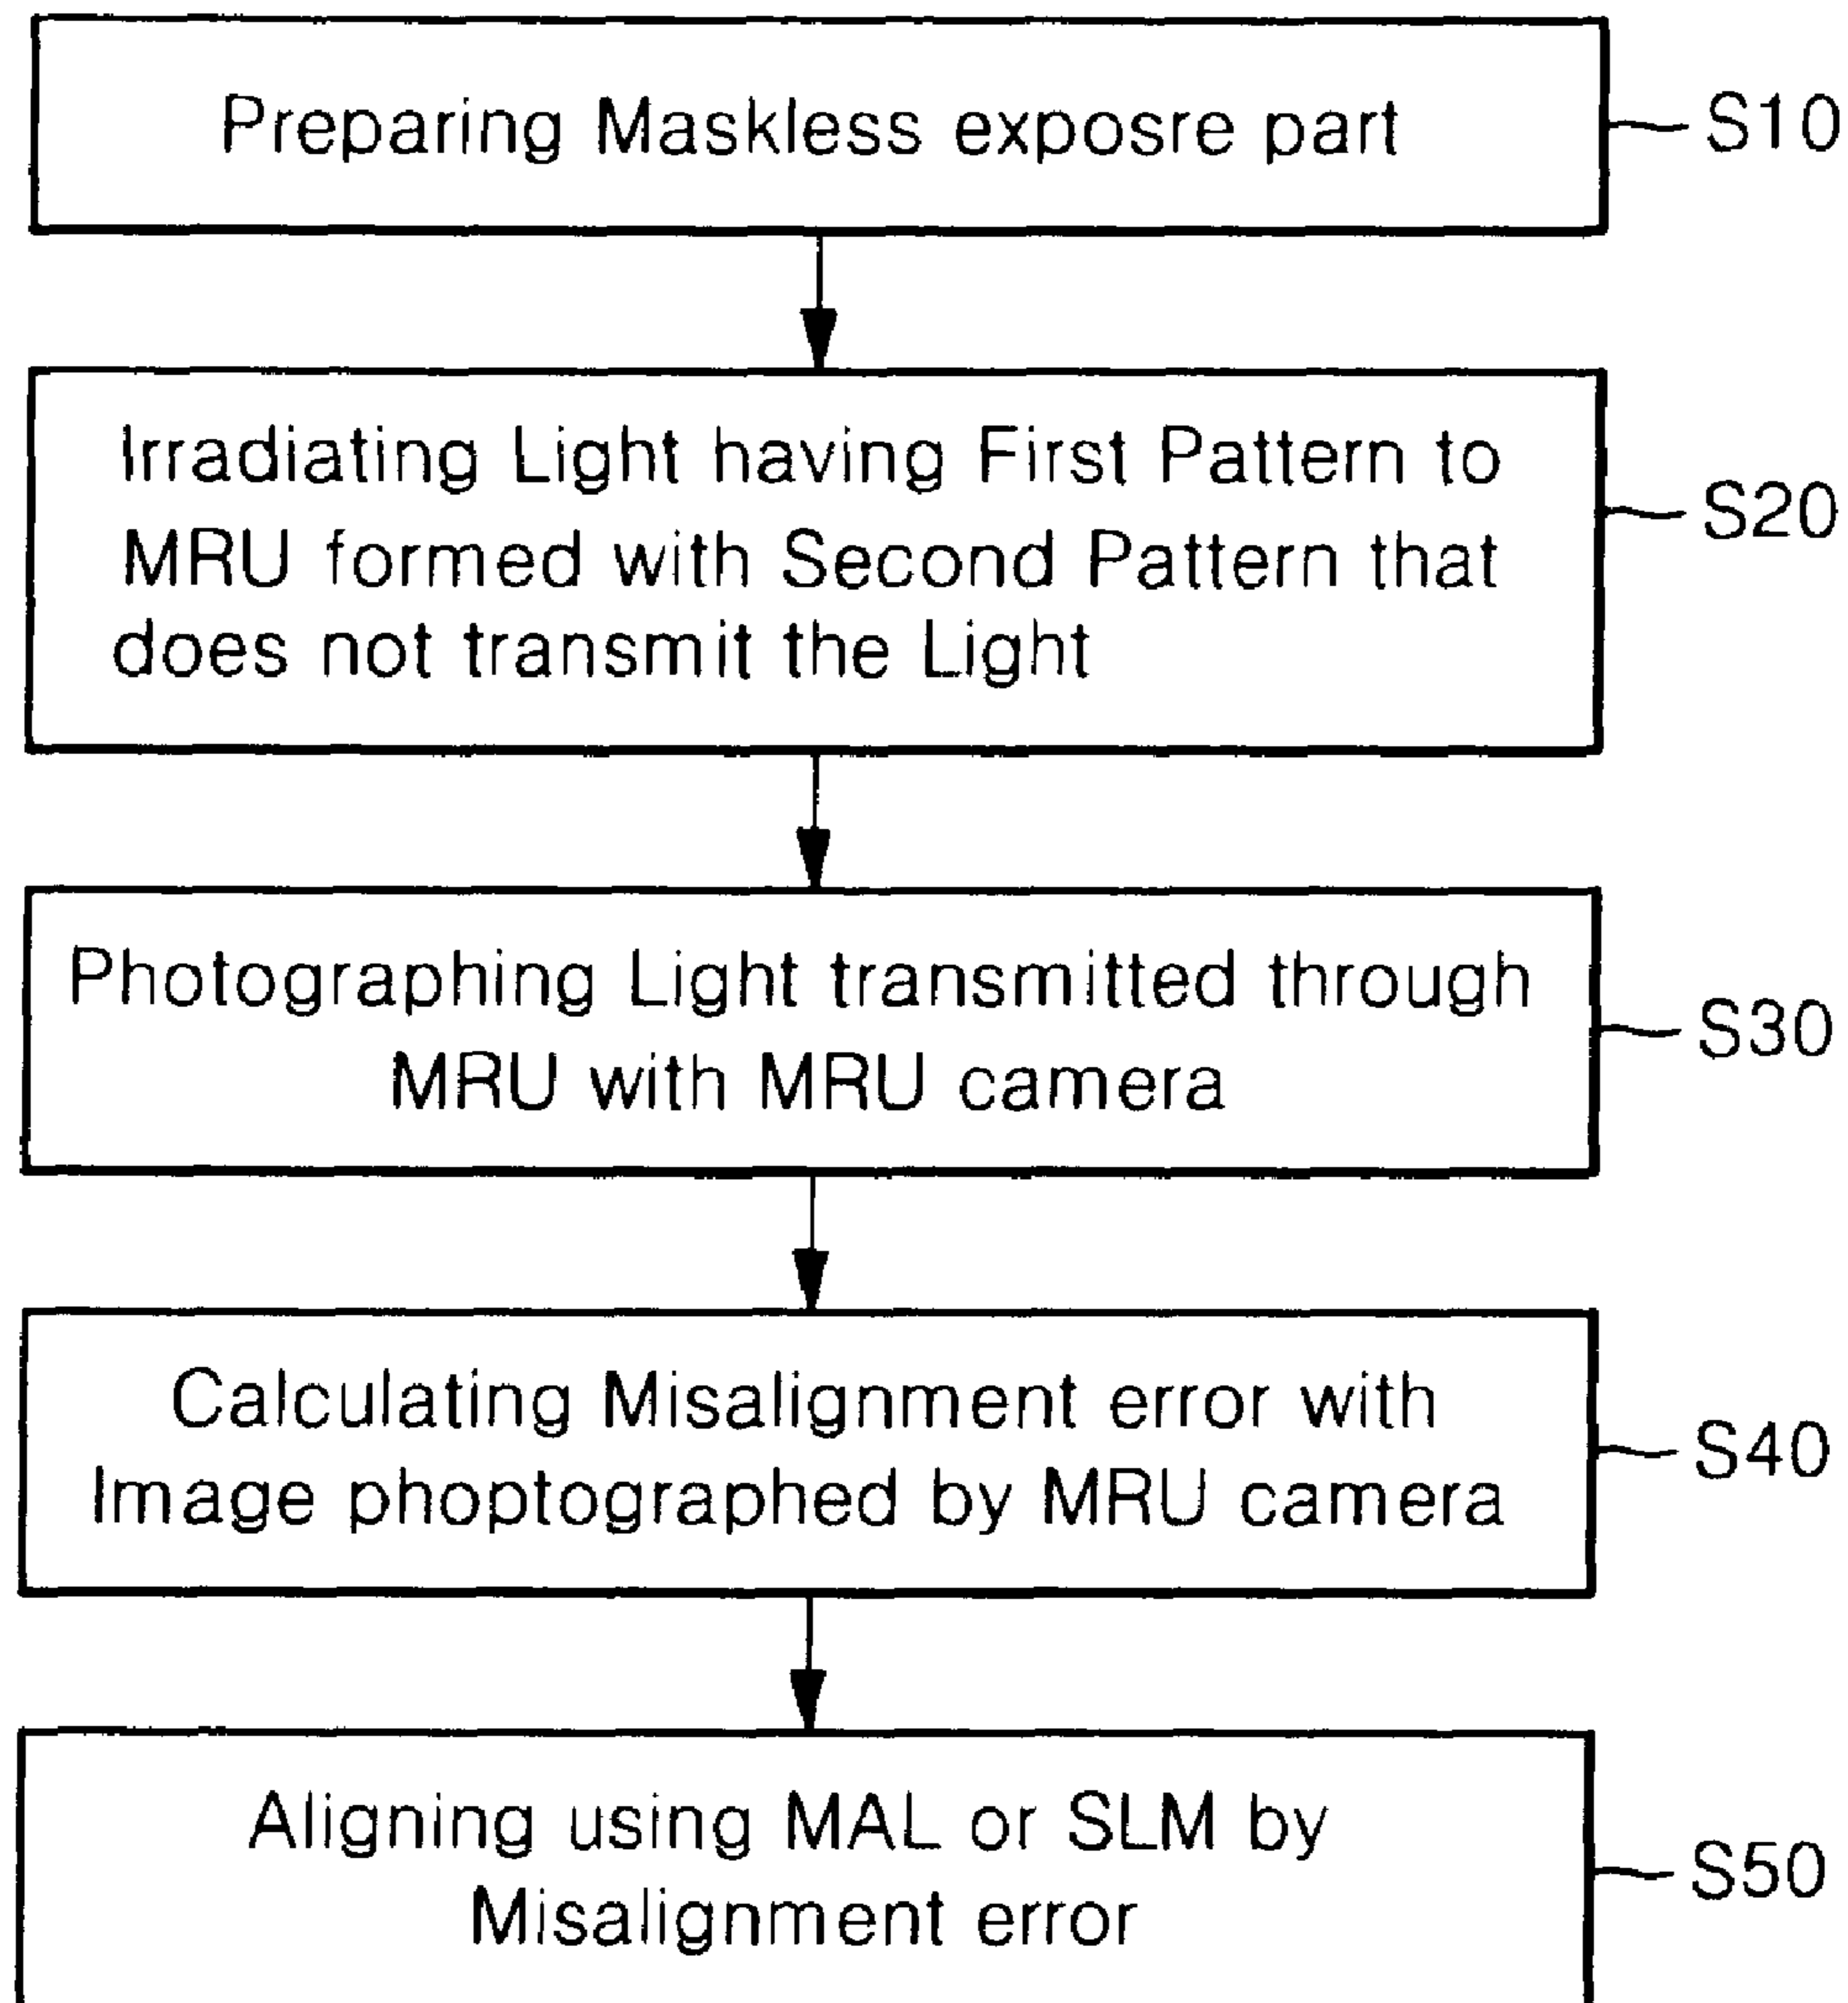 Preparing Maskless exposre part
S10
Irradiating Light having First Pattern to
MRU formed with Second Pattern that
does not transmit the Light
S20
Photographing Light transmitted through
MRU with MRU camera
S30
Calculating Misalignment error with
Image phoptographed by MRU camera
S40
Aligning using MAL or SLM by
Misalignment error
S50